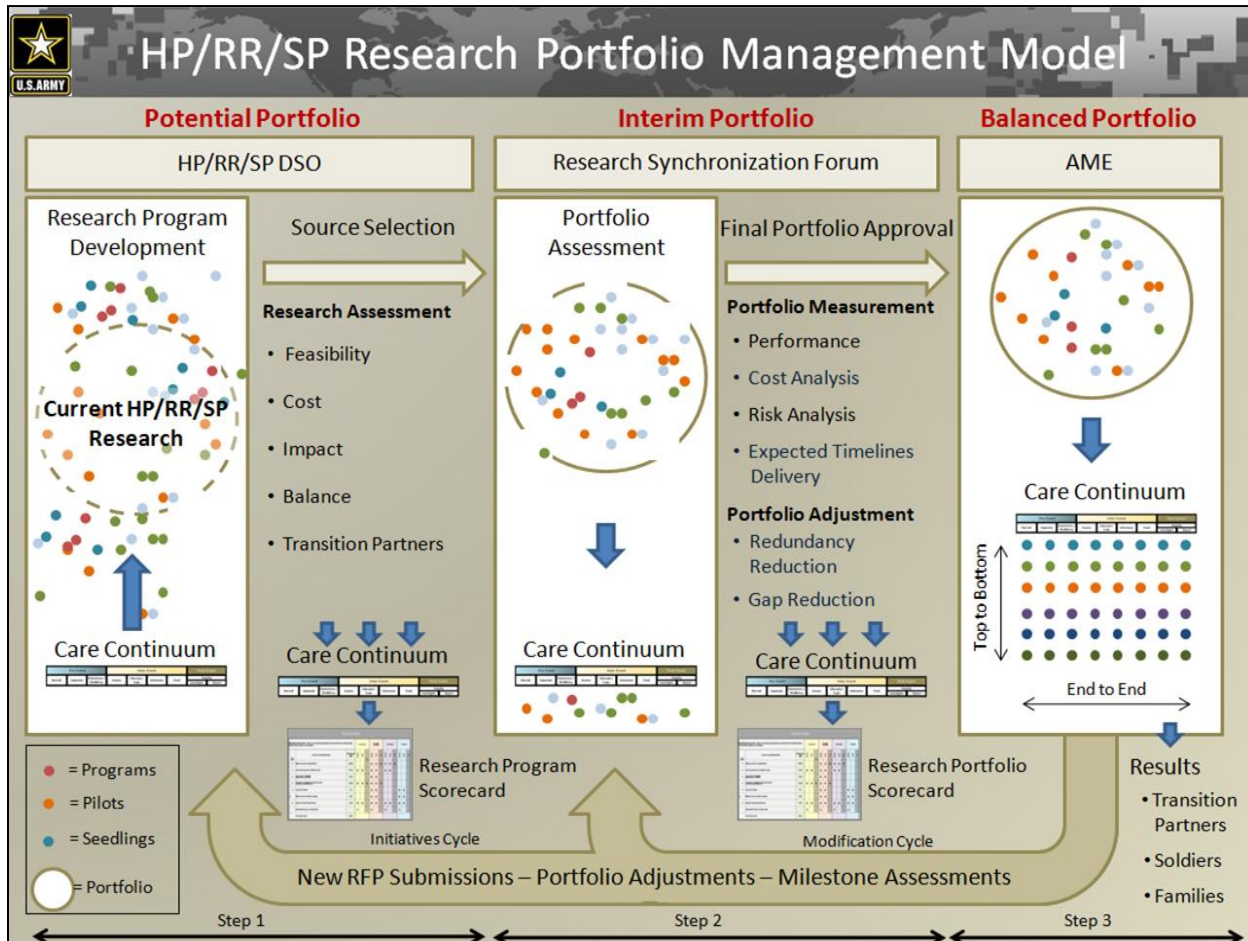 U.S.ARMY
HP/RR/SP Research Portfolio Management Model
Potential Portfolio
Interim Portfolio
Balanced Portfolio
HP/RR/SP DSO
Research Synchronization Forum
AME
Research Program
Development
Current HP/RR/SP
Research
Care Continuum
Source Selection
Research Assessment
• Feasibility
• Cost
• Impact
• Balance
• Transition Partners
Care Continuum
Research Program
Scorecard
Portfolio
Assessment
Care Continuum
Final Portfolio Approval
Portfolio Measurement
• Performance
• Cost Analysis
• Risk Analysis
• Expected Timelines
Delivery
Portfolio Adjustment
• Redundancy
Reduction
• Gap Reduction
Care Continuum
Research Portfolio
Scorecard
Care Continuum
Top to Bottom
End to End
Results
• Transition
Partners
• Soldiers
• Families
= Programs
= Pilots
= Seedlings
= Portfolio
Initiatives Cycle
Modification Cycle
New RFP Submissions – Portfolio Adjustments – Milestone Assessments
Step 1
Step 2
Step 3